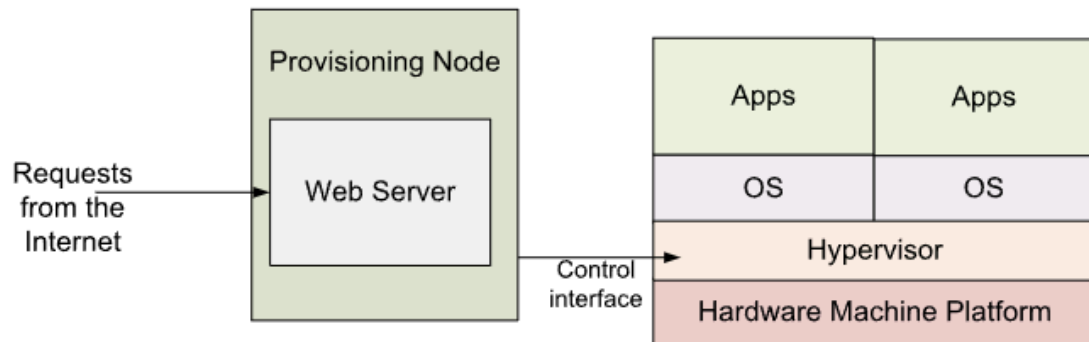 Requests
from the
Internet
Provisioning Node
Web Server
Control
interface
Apps
Apps
OS
OS
Hypervisor
Hardware Machine Platform